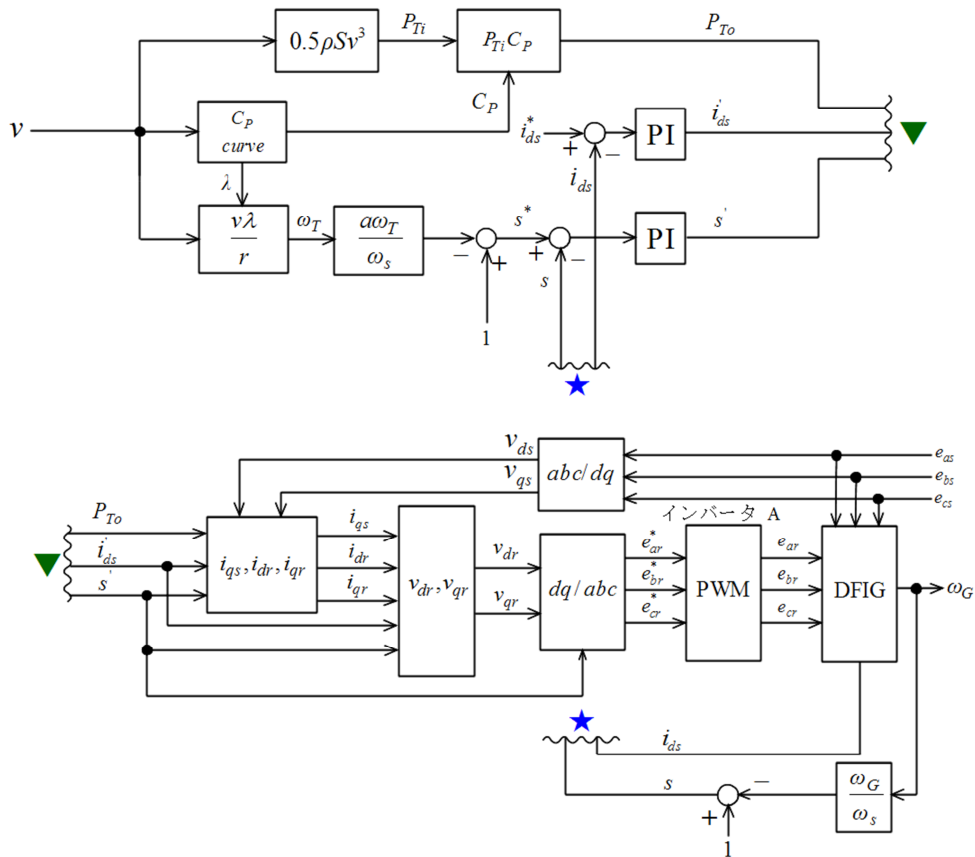 v
0.5ρSv³
P_Ti
P_Ti C_P
P_To
C_P
C_P
curve
λ
vλ
r
ω_T
aω_T
ω_s
−
+
1
s*
+
−
s
i*_ds
+
−
i_ds
PI
i'_ds
PI
s'
v_ds
v_qs
abc/dq
e_as
e_bs
e_cs
P_To
i'_ds
s'
i_qs, i_dr, i_qr
i_qs
i_dr
i_qr
v_dr, v_qr
v_dr
v_qr
dq/abc
e*_ar
e*_br
e*_cr
インバータ A
PWM
e_ar
e_br
e_cr
DFIG
ω_G
i_ds
s
+
−
1
ω_G
ω_s